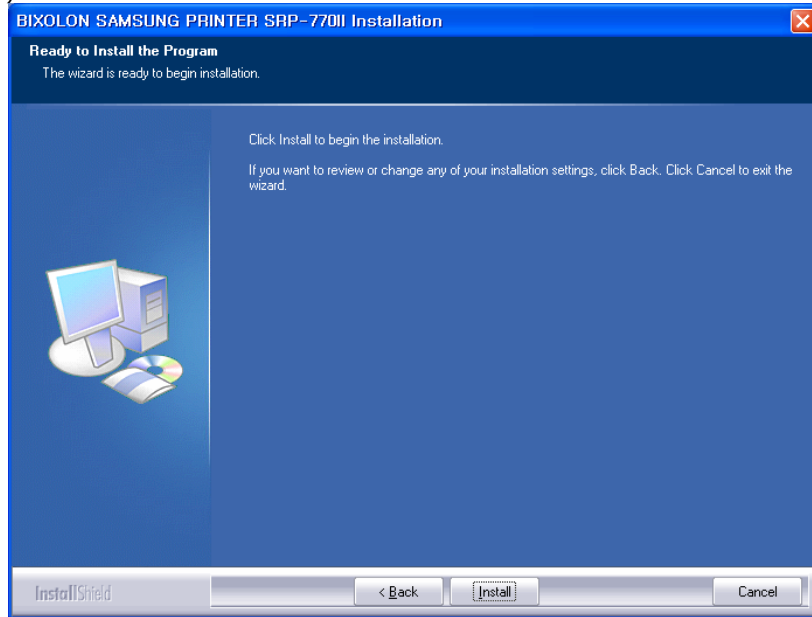 BIXOLON SAMSUNG PRINTER SRP-770II Installation
Ready to Install the Program
The wizard is ready to begin installation.
Click Install to begin the installation.
If you want to review or change any of your installation settings, click Back. Click Cancel to exit the
wizard.
InstallShield
< Back
Install
Cancel